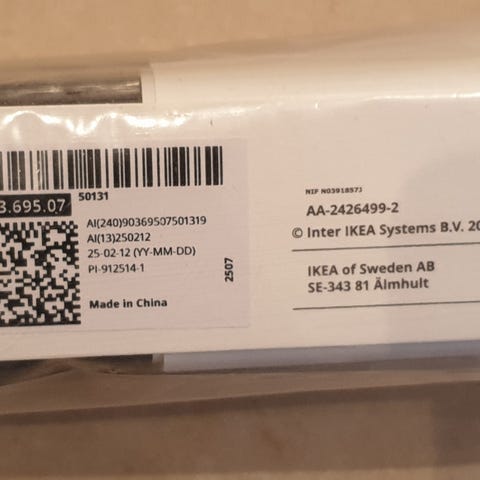 3.695.07
50131
AI(240)90369507501319
AI(13)250212
25-02-12 (YY-MM-DD)
PI-912514-1
Made in China
2507
NIF N0391857J
AA-2426499-2
© Inter IKEA Systems B.V. 20
IKEA of Sweden AB
SE-343 81 Älmhult